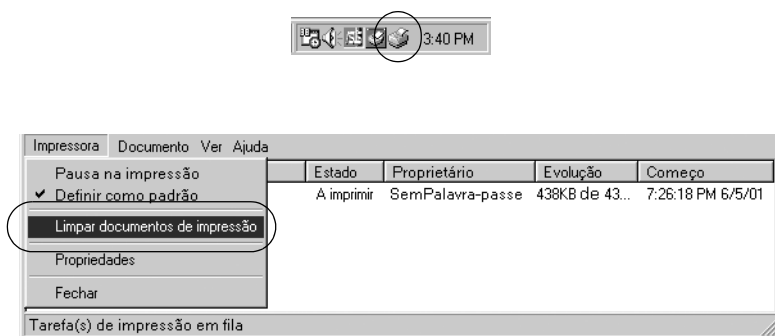 3:40 PM
Impressora Documento Ver Ajuda
Estado Proprietário Evolução Começo
Pausa na impressão
A imprimir SemPalavra-passe 438KB de 43... 7:26:18 PM 6/5/01
Definir como padrão
Limpar documentos de impressão
Propriedades
Fechar
Tarefa(s) de impressão em fila